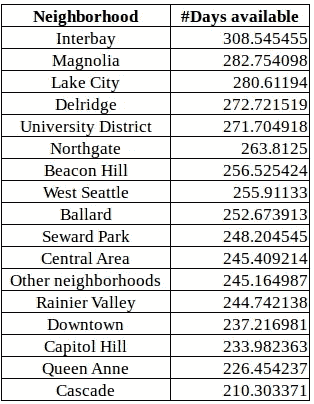 Neighborhood #Days available
Interbay 308.545455
Magnolia 282.754098
Lake City 280.61194
Delridge 272.721519
University District 271.704918
Northgate 263.8125
Beacon Hill 256.525424
West Seattle 255.91133
Ballard 252.673913
Seward Park 248.204545
Central Area 245.409214
Other neighborhoods 245.164987
Rainier Valley 244.742138
Downtown 237.216981
Capitol Hill 233.982363
Queen Anne 226.454237
Cascade 210.303371